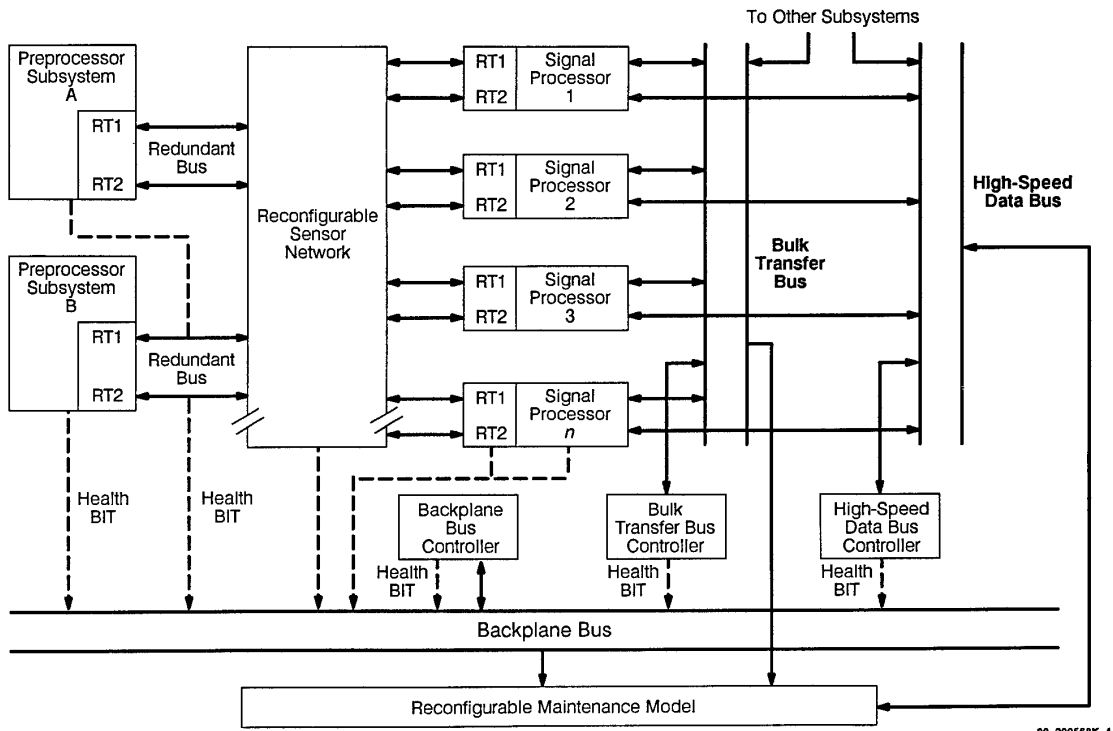 To Other Subsystems
Preprocessor
Subsystem
A
RT1
RT2
Redundant
Bus
Preprocessor
Subsystem
B
RT1
RT2
Redundant
Bus
Reconfigurable
Sensor
Network
RT1
RT2
Signal
Processor
1
RT1
RT2
Signal
Processor
2
RT1
RT2
Signal
Processor
3
RT1
RT2
Signal
Processor
n
Bulk
Transfer
Bus
High-Speed
Data Bus
Health
BIT
Health
BIT
Backplane
Bus
Controller
Health
BIT
Bulk
Transfer Bus
Controller
Health
BIT
High-Speed
Data Bus
Controller
Health
BIT
Backplane Bus
Reconfigurable Maintenance Model